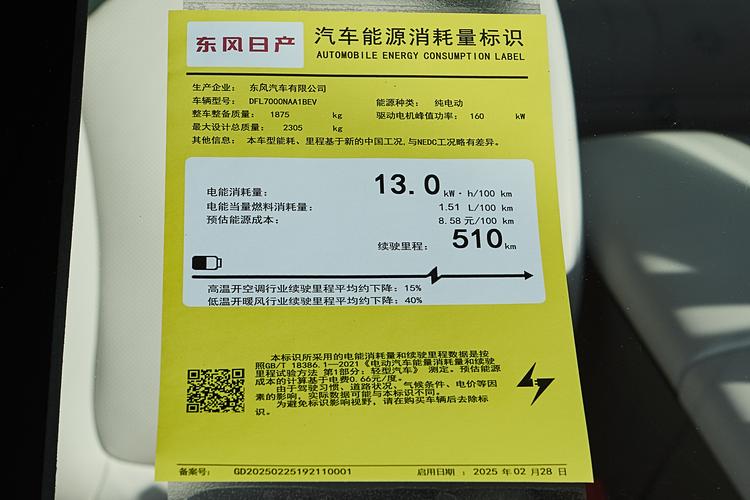 东风日产
汽车能源消耗量标识
AUTOMOBILE ENERGY CONSUMPTION LABEL
生产企业： 东风汽车有限公司
车辆型号： DFL7000NAA1BEV 能源种类： 纯电动
整车整备质量： 1875 kg 驱动电机峰值功率： 160 kW
最大设计总质量： 2305 kg
其他信息： 本车型能耗、里程基于新的中国工况,与NEDC工况略有差异。
电能消耗量： 13.0 kW·h/100 km
电能当量燃料消耗量： 1.51 L/100 km
预估能源成本： 8.58 元/100 km
续驶里程： 510 km
高温开空调行业续驶里程平均约下降：15%
低温开暖风行业续驶里程平均约下降：40%
本标识所采用的电能消耗量和续驶里程数据是按
照GB/T 18386.1—2021《电动汽车能量消耗量和续驶
里程试验方法 第1部分：轻型汽车》 测定。预估能源
成本的计算基于电费0.66元/度。
由于驾驶习惯、道路状况、气候条件、电价等因
素的影响，实际数据可能与本标识不同。
为避免标识影响视野，请在购买车辆后去除标
识。
备案号： GD20250225192110001 启用日期 ： 2025 年 02 月 28 日